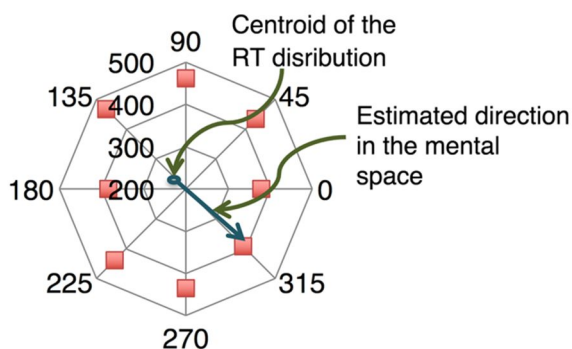 Centroid of the
RT disribution
90
500
135
400
45
Estimated direction
in the mental
space
300
180
200
0
225
315
270